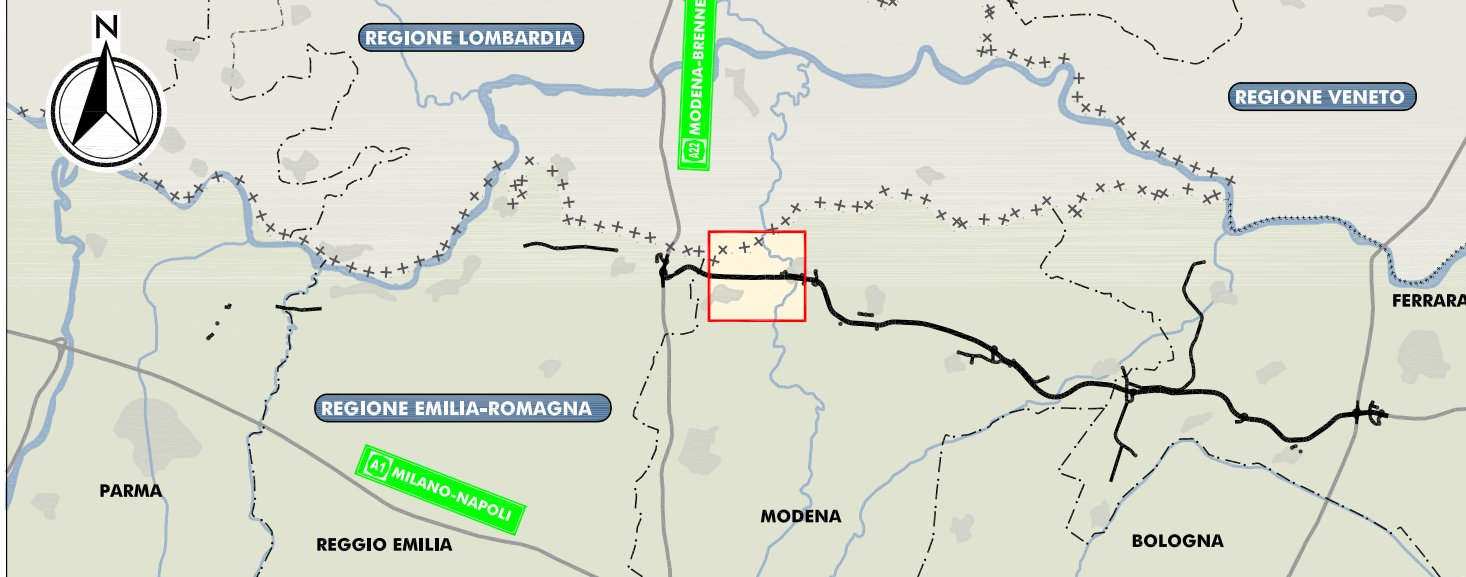 N
REGIONE LOMBARDIA
A22 MODENA-BRENNE
REGIONE VENETO
FERRARA
REGIONE EMILIA-ROMAGNA
A1 MILANO-NAPOLI
PARMA
MODENA
REGGIO EMILIA
BOLOGNA